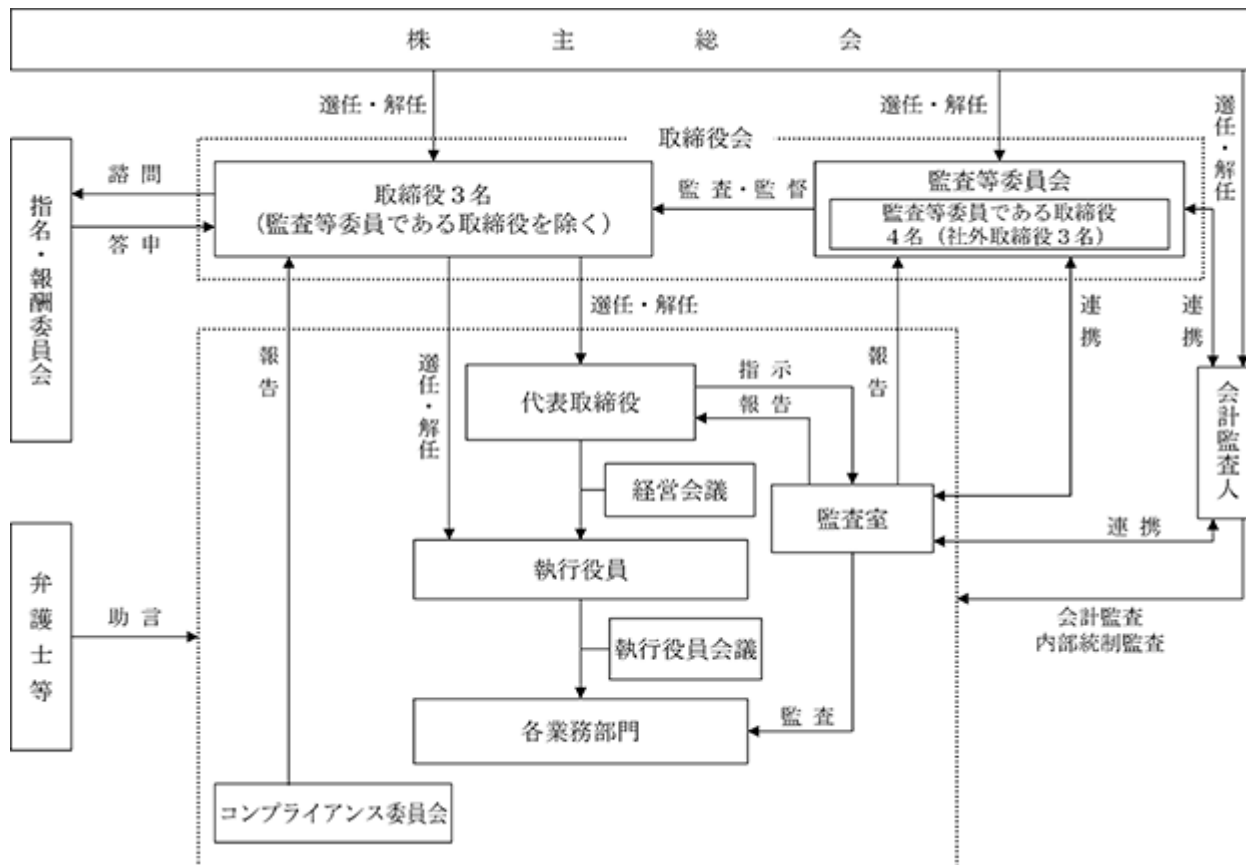 株主総会
選任・解任
選任・解任
選任・解任
取締役会
指名・報酬委員会
諮問
答申
取締役3名
(監査等委員である取締役を除く)
監査・監督
監査等委員会
監査等委員である取締役
4名(社外取締役3名)
選任・解任
選任・解任
報告
報告
連携
連携
代表取締役
指示
報告
会計監査人
経営会議
監査室
連携
執行役員
弁護士等
助言
会計監査
内部統制監査
執行役員会議
各業務部門
監査
コンプライアンス委員会